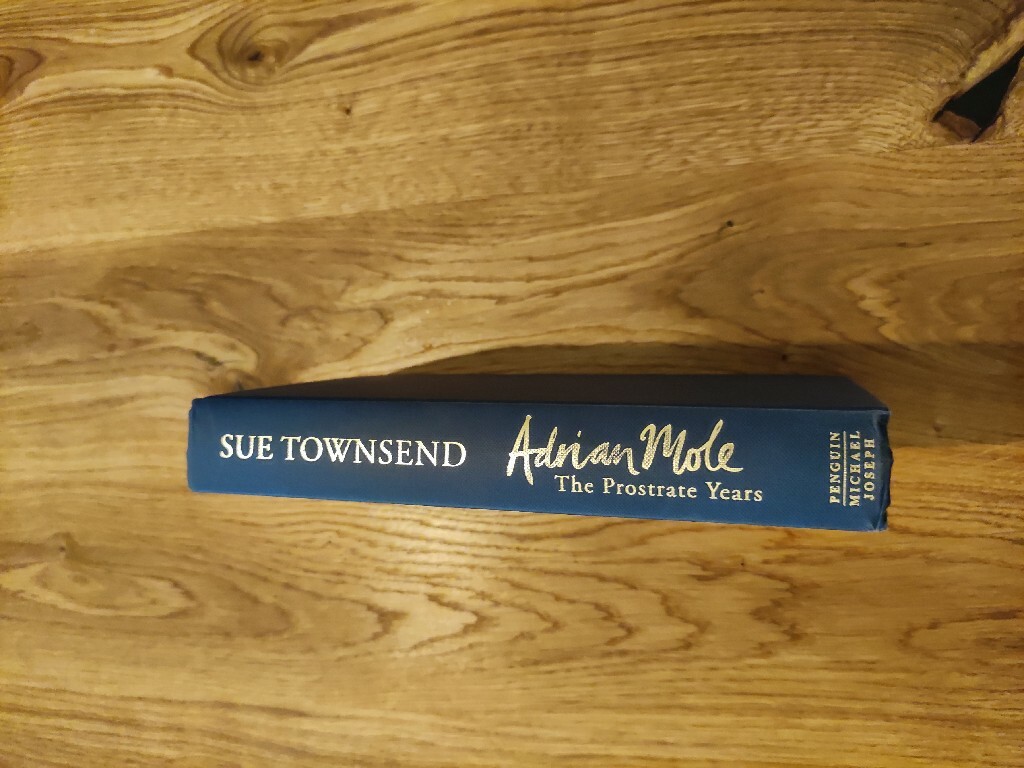 SUE TOWNSEND
Adrian Mole
The Prostrate Years
PENGUIN
MICHAEL
JOSEPH